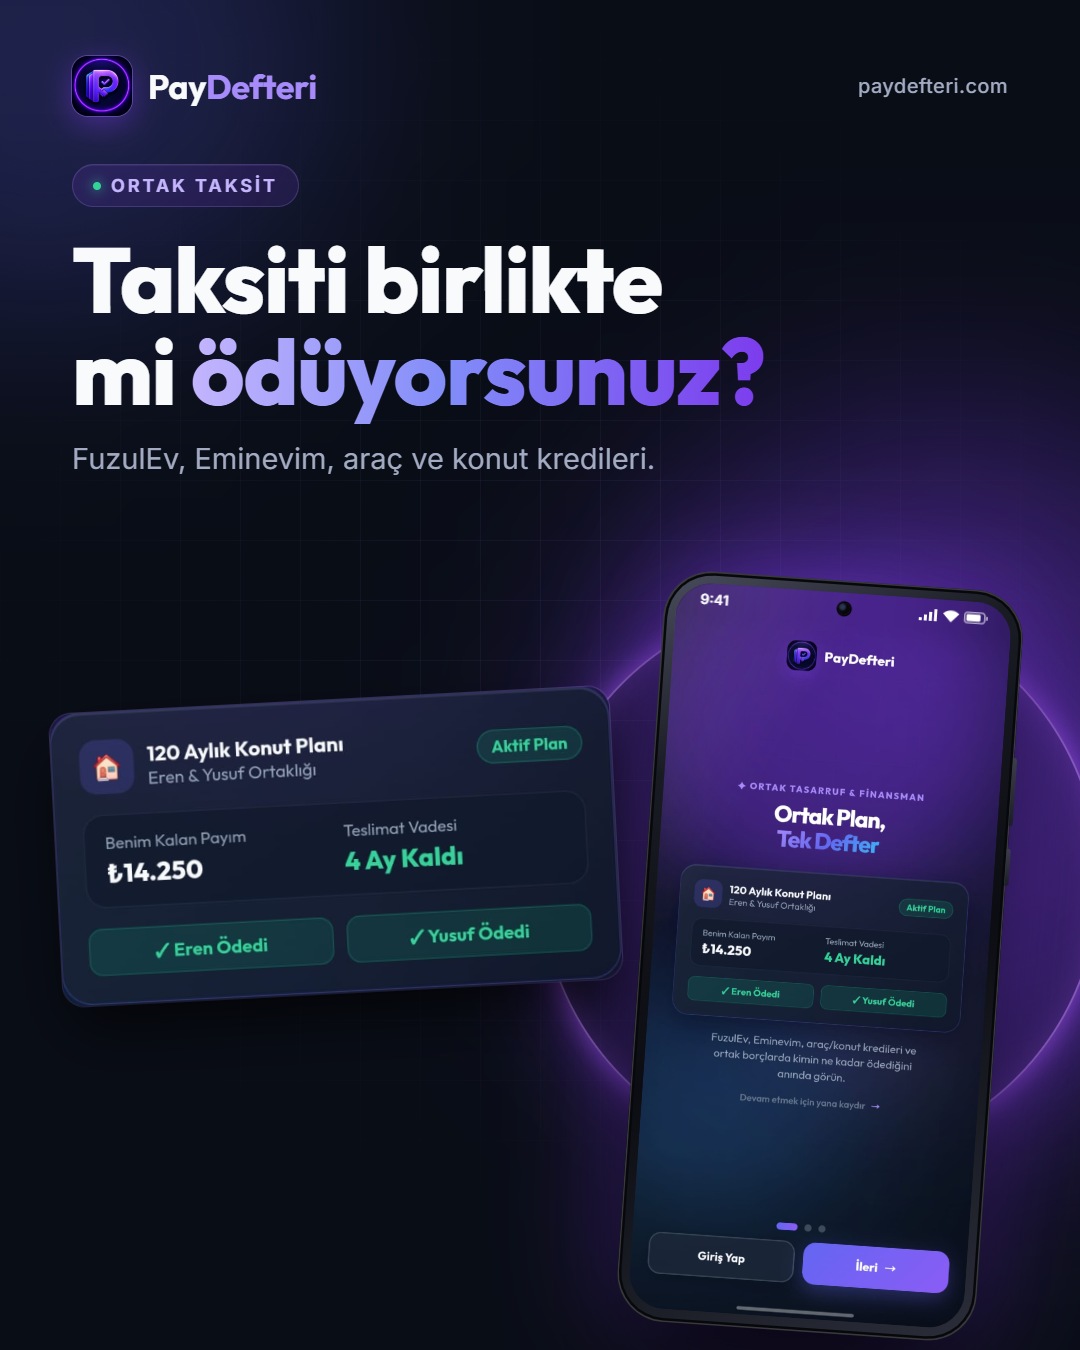 PayDefteri
paydefteri.com
ORTAK TAKSİT
Taksiti birlikte
mi ödüyorsunuz?
FuzulEv, Eminevim, araç ve konut kredileri.
120 Aylık Konut Planı
Eren & Yusuf Ortaklığı
Aktif Plan
Benim Kalan Payım
₺14.250
Teslimat Vadesi
4 Ay Kaldı
✓ Eren Ödedi
✓ Yusuf Ödedi
9:41
PayDefteri
✦ ORTAK TASARRUF & FİNANSMAN
Ortak Plan,
Tek Defter
120 Aylık Konut Planı
Eren & Yusuf Ortaklığı
Aktif Plan
Benim Kalan Payım
₺14.250
Teslimat Vadesi
4 Ay Kaldı
✓ Eren Ödedi
✓ Yusuf Ödedi
FuzulEv, Eminevim, araç/konut kredileri ve
ortak borçlarda kimin ne kadar ödediğini
anında görün.
Devam etmek için yana kaydır →
Giriş Yap
İleri →